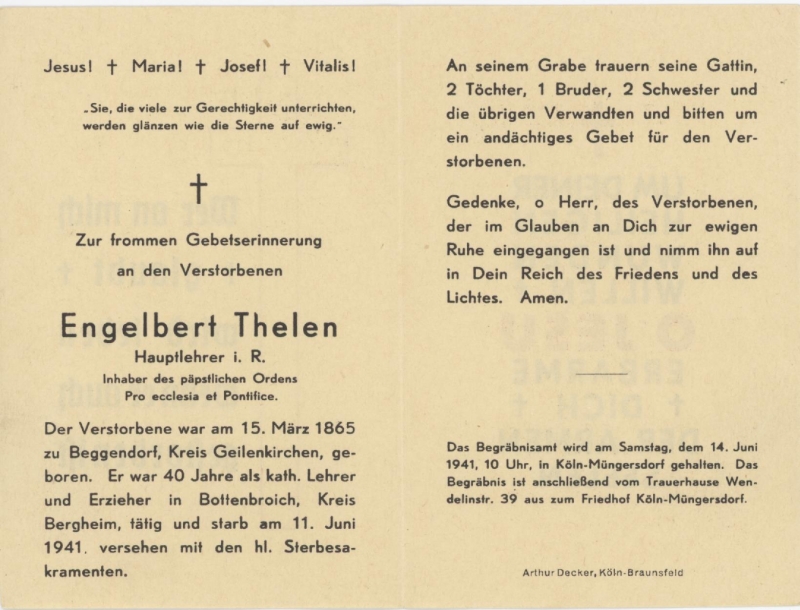 Jesus! † Maria! † Josef! † Vitalis!
„Sie, die viele zur Gerechtigkeit unterrichten,
werden glänzen wie die Sterne auf ewig."
†
Zur frommen Gebetserinnerung
an den Verstorbenen
Engelbert Thelen
Hauptlehrer i. R.
Inhaber des päpstlichen Ordens
Pro ecclesia et Pontifice.
Der Verstorbene war am 15. März 1865
zu Beggendorf, Kreis Geilenkirchen, ge-
boren. Er war 40 Jahre als kath. Lehrer
und Erzieher in Bottenbroich, Kreis
Bergheim, tätig und starb am 11. Juni
1941. versehen mit den hl. Sterbesa-
kramenten.
An seinem Grabe trauern seine Gattin,
2 Töchter, 1 Bruder, 2 Schwester und
die übrigen Verwandten und bitten um
ein andächtiges Gebet für den Ver-
storbenen.
Gedenke, o Herr, des Verstorbenen,
der im Glauben an Dich zur ewigen
Ruhe eingegangen ist und nimm ihn auf
in Dein Reich des Friedens und des
Lichtes. Amen.
Das Begräbnisamt wird am Samstag, dem 14. Juni
1941, 10 Uhr, in Köln-Müngersdorf gehalten. Das
Begräbnis ist anschließend vom Trauerhause Wen-
delinstr. 39 aus zum Friedhof Köln-Müngersdorf.
Arthur Decker, Köln-Braunsfeld